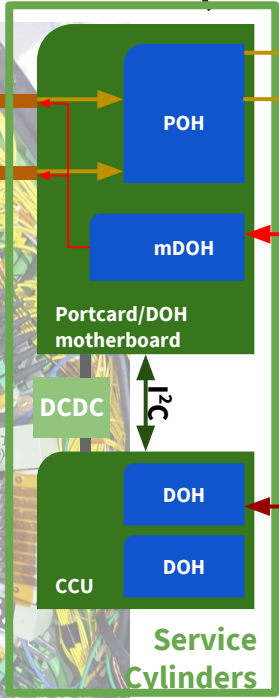 POH
mDOH
Portcard/DOH
motherboard
DCDC
I²C
DOH
DOH
CCU
Service
Cylinders